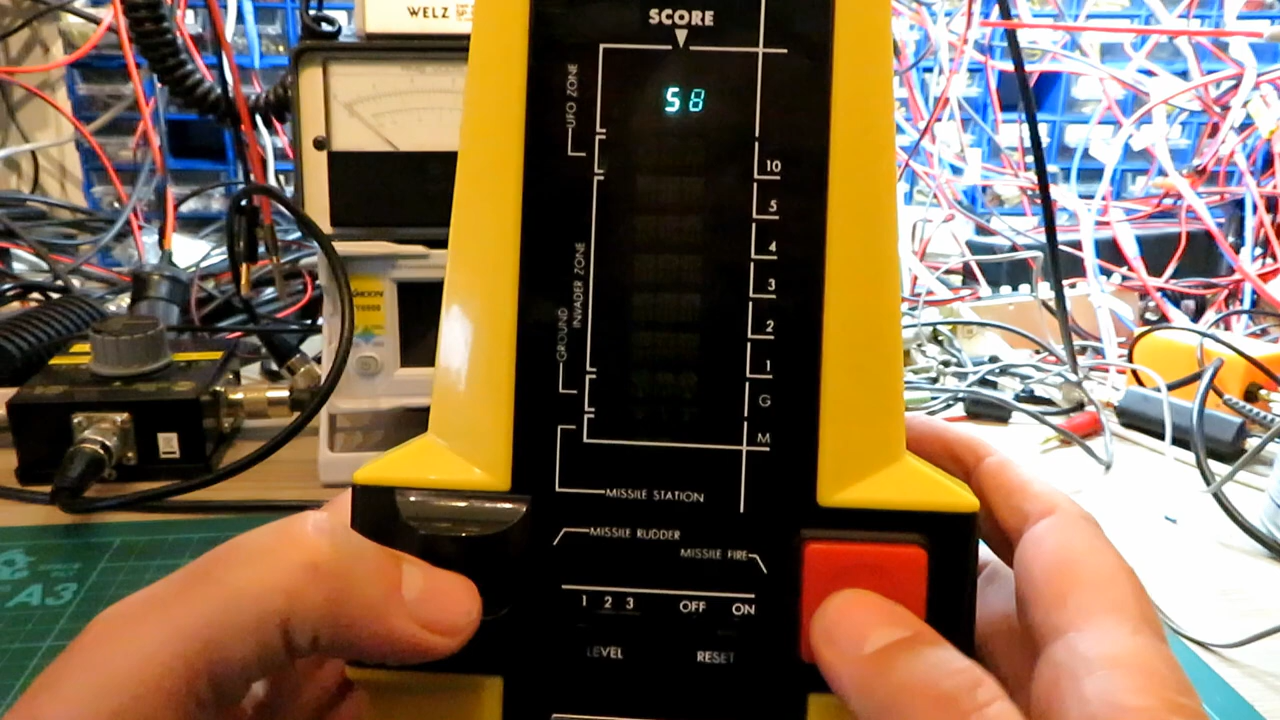 WELZ
SCORE
UFO ZONE
58
10
5
4
3
2
1
G
M
GROUND
INVADER ZONE
MISSILE STATION
MISSILE RUDDER
MISSILE FIRE
1 2 3 OFF ON
LEVEL RESET
A3